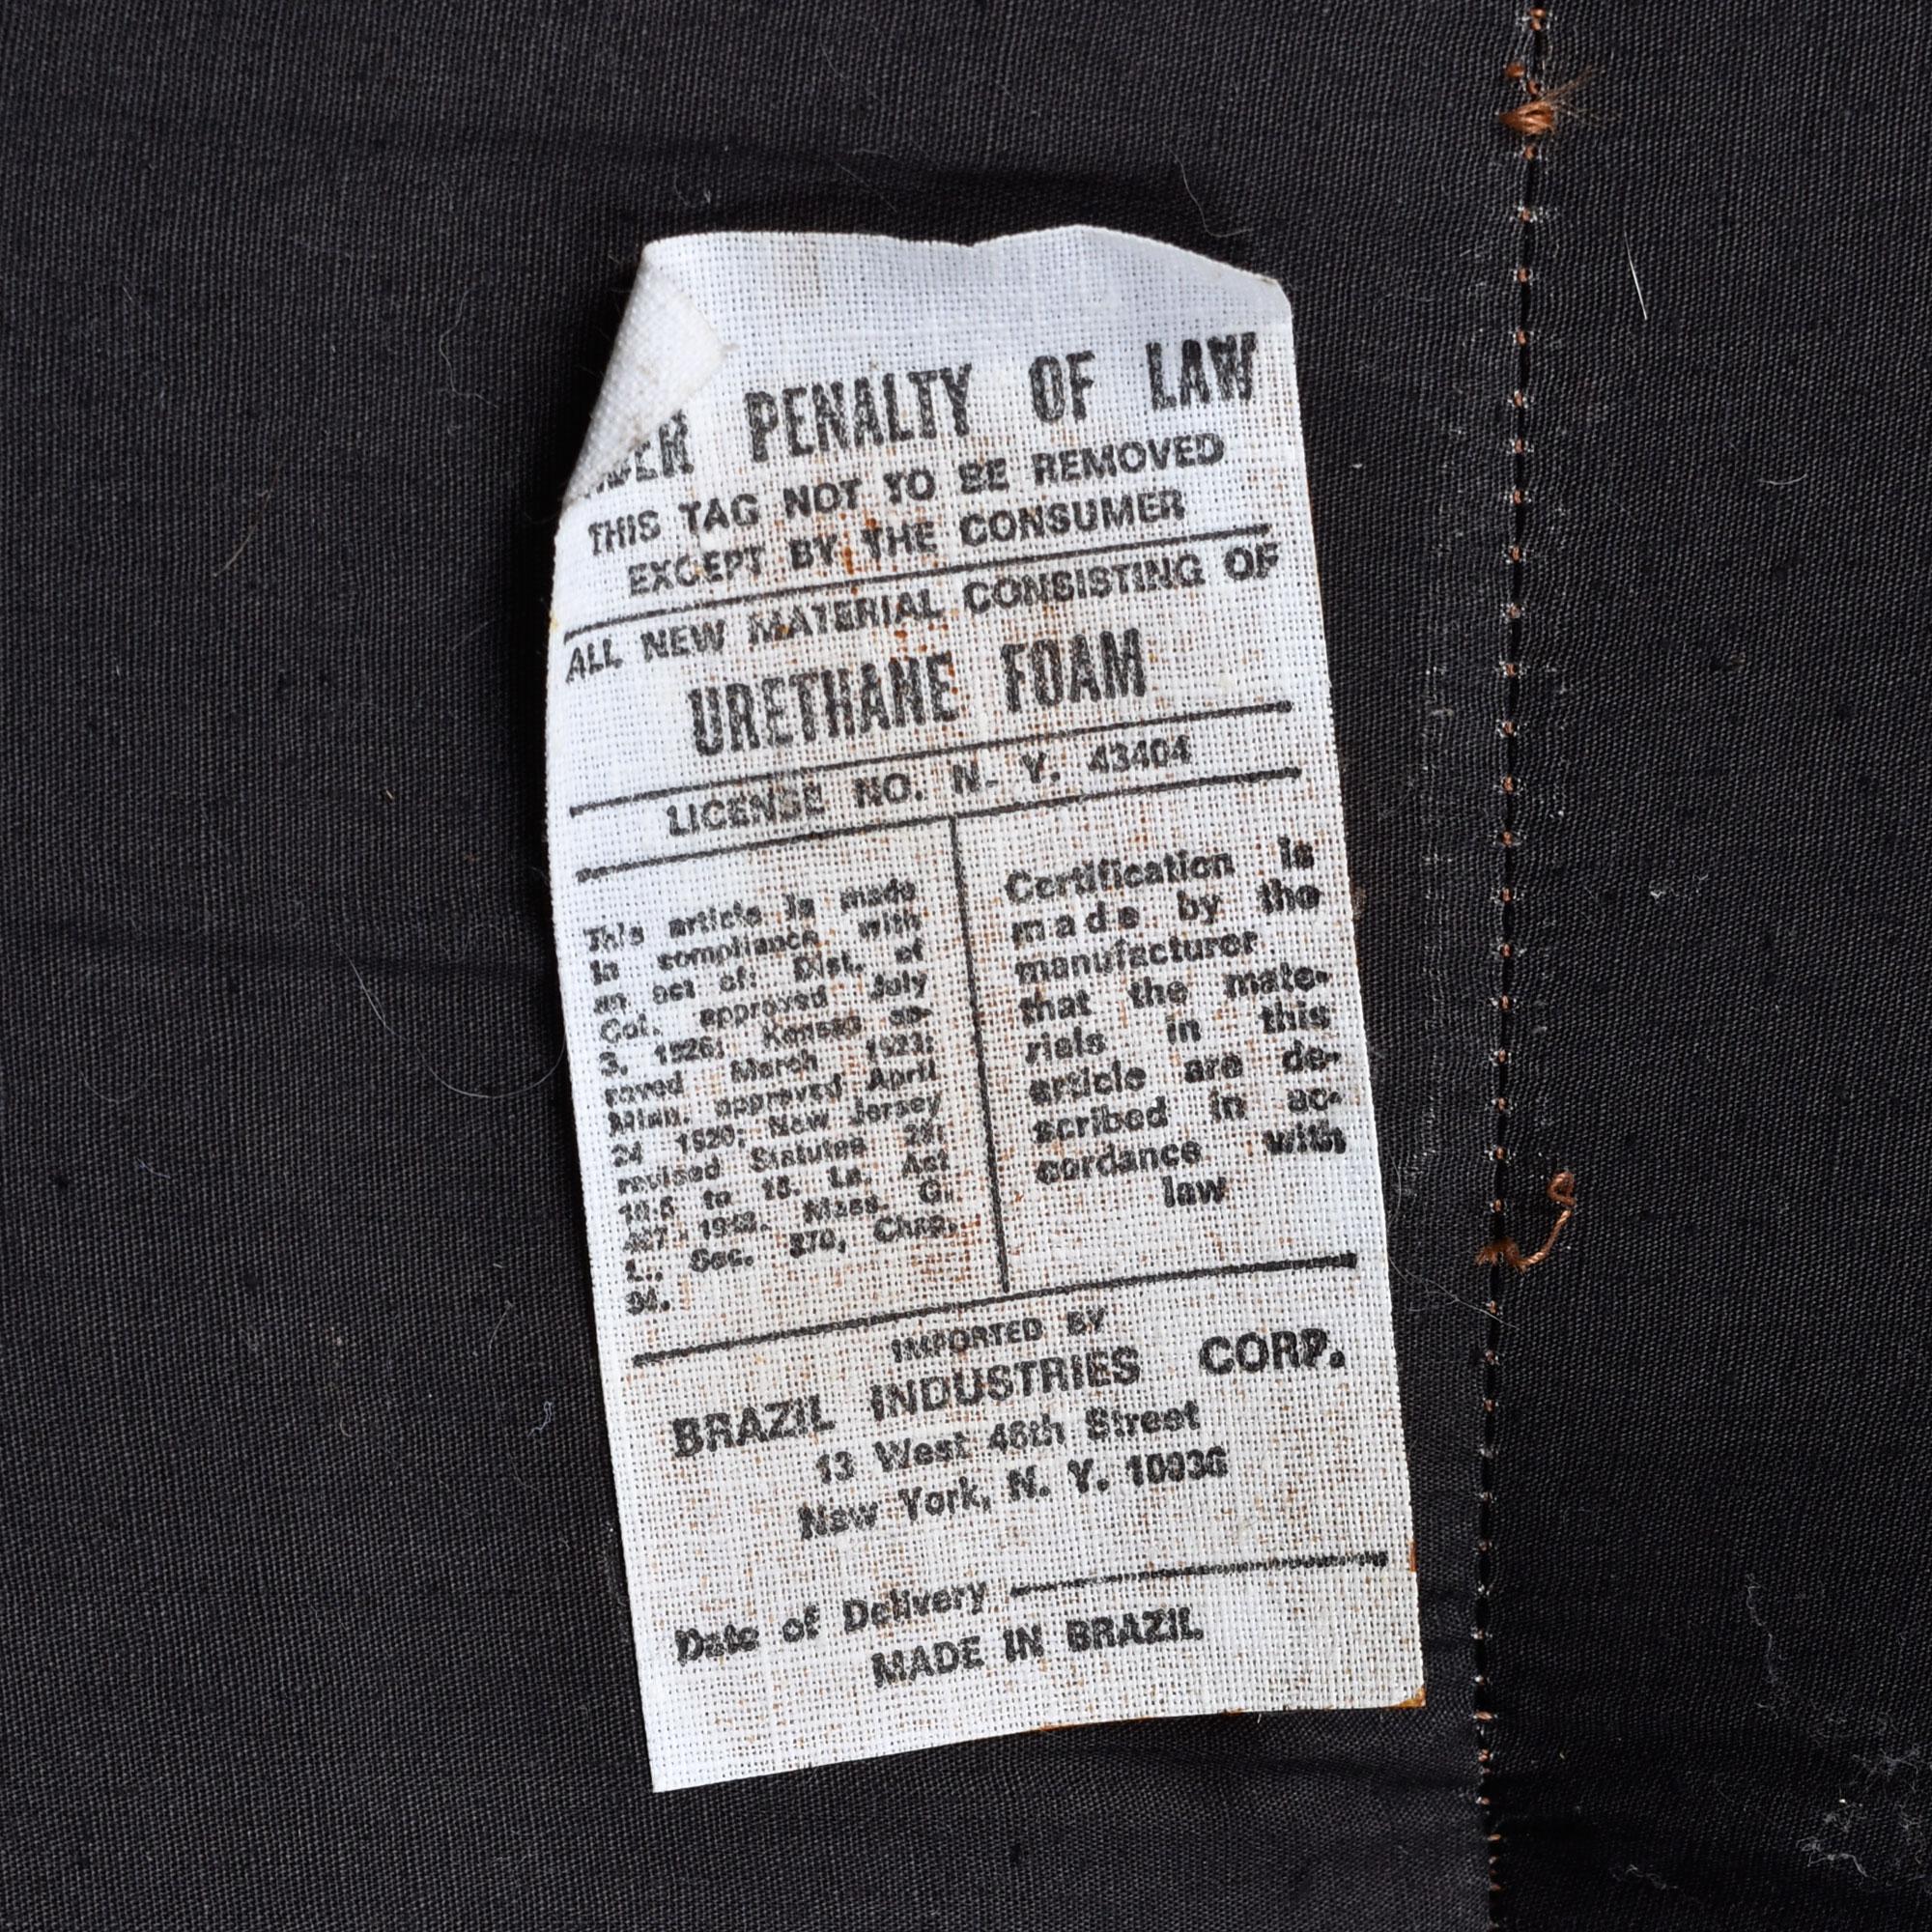 PENALTY OF LAW
THIS TAG NOT TO BE REMOVED
EXCEPT BY THE CONSUMER
ALL NEW MATERIAL CONSISTING OF
URETHANE FOAM
LICENSE NO. N- Y. 43404
This article is made
in compliance with
an act of: Dist. of
Col. approved July
3, 1926; Kansas ap-
roved March 1923;
Minn. approved April
24 1929; New Jersey
revised Statutes 26:
10.6 to 18. La. Act
1942. Mass. G.
L., Sec. 270, Chap.
94.
Certification is
made by the
manufacturer
that the mate-
rials in this
article are de-
scribed in ac-
cordance with
law
IMPORTED BY
BRAZIL INDUSTRIES CORP.
13 West 46th Street
New York, N. Y. 10036
Date of Delivery
MADE IN BRAZIL